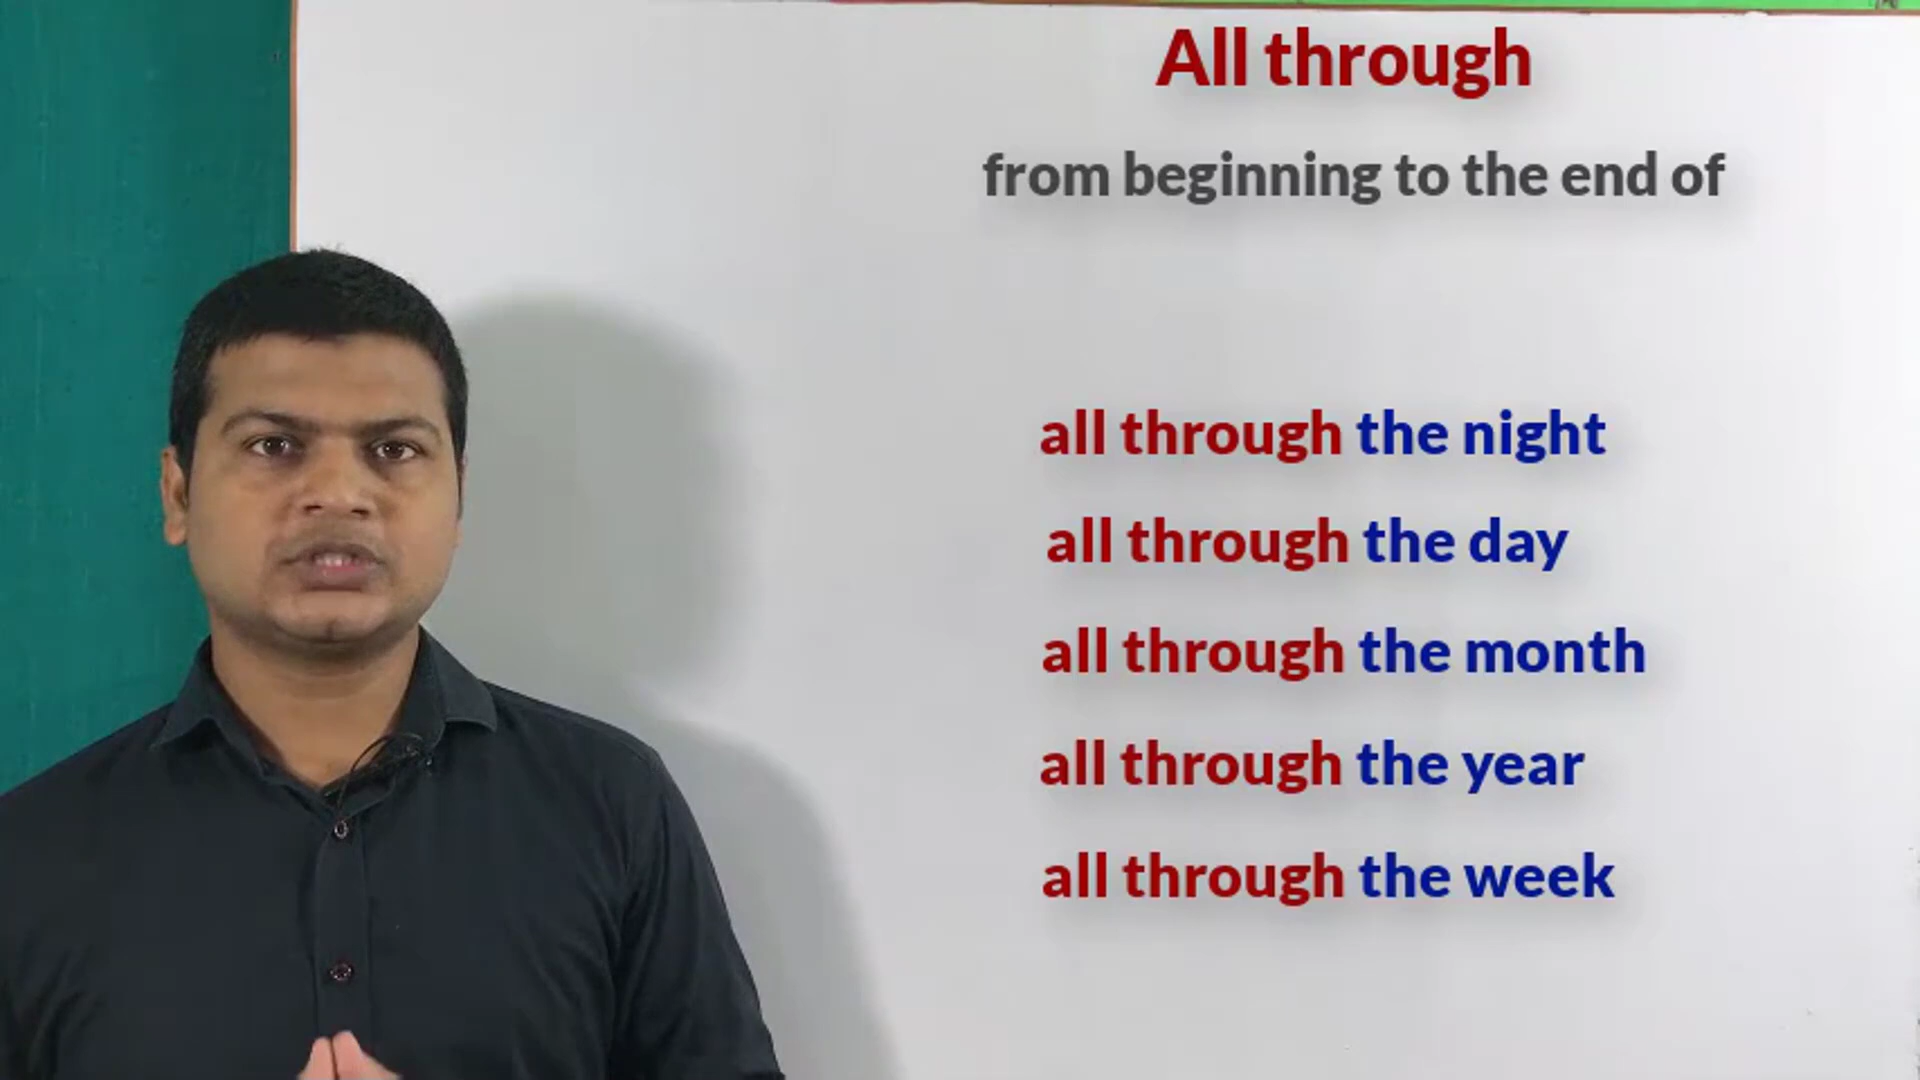 All through
from beginning to the end of
all through the night
all through the day
all through the month
all through the year
all through the week